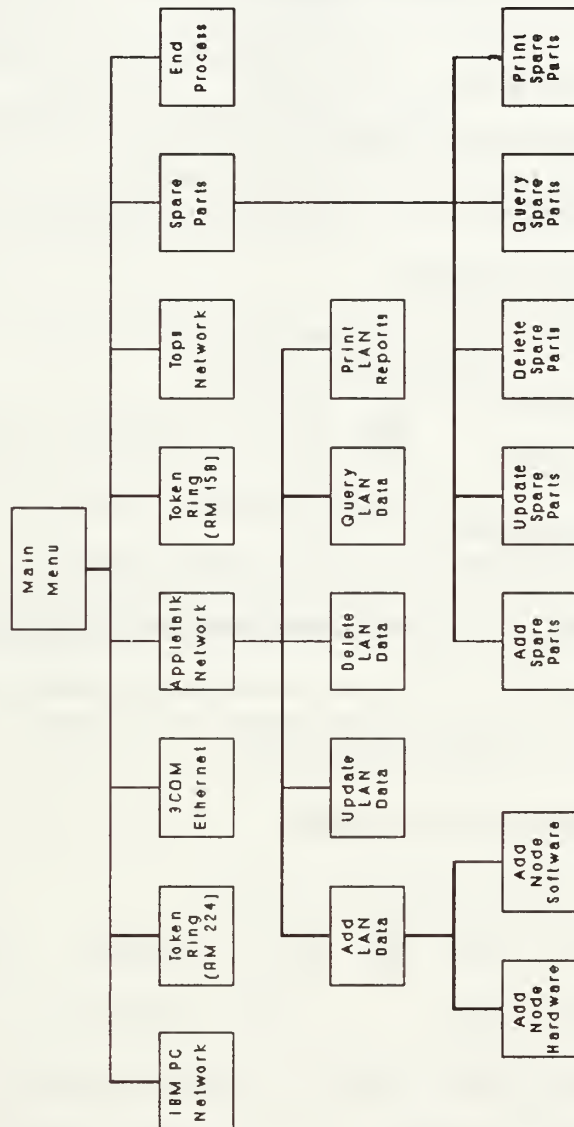 Main
Menu
IBM PC
Network
Token
Ring
(RM 224)
3COM
Ethernet
Appletalk
Network
Token
Ring
(RM 158)
Tops
Network
Spare
Parts
End
Process
Add
LAN
Data
Update
LAN
Data
Delete
LAN
Data
Query
LAN
Data
Print
LAN
Reports
Add
Node
Hardware
Add
Node
Software
Add
Spare
Parts
Update
Spare
Parts
Delete
Spare
Parts
Query
Spare
Parts
Print
Spare
Parts